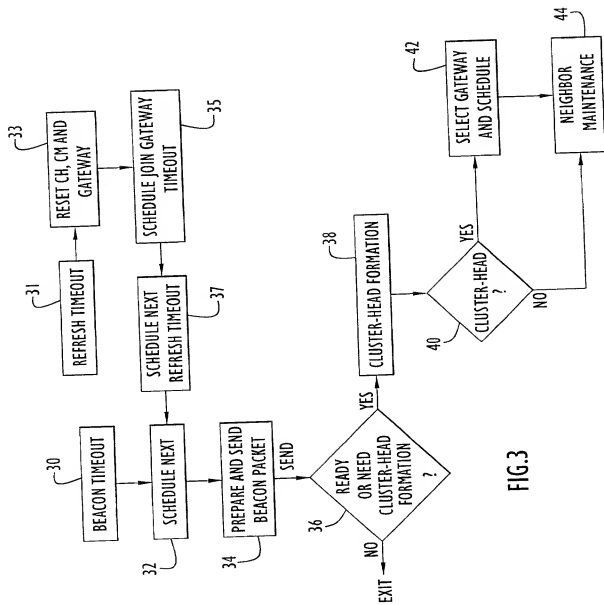 30
BEACON TIMEOUT
31
REFRESH TIMEOUT
33
RESET CH, CM AND
GATEWAY
35
SCHEDULE JOIN GATEWAY
TIMEOUT
37
SCHEDULE NEXT
REFRESH TIMEOUT
32
SCHEDULE NEXT
34
PREPARE AND SEND
BEACON PACKET
SEND
36
READY
OR NEED
CLUSTER-HEAD
FORMATION
?
NO
EXIT
YES
38
CLUSTER-HEAD FORMATION
40
CLUSTER-HEAD
?
YES
NO
42
SELECT GATEWAY
AND SCHEDULE
44
NEIGHBOR
MAINTENANCE
FIG.3